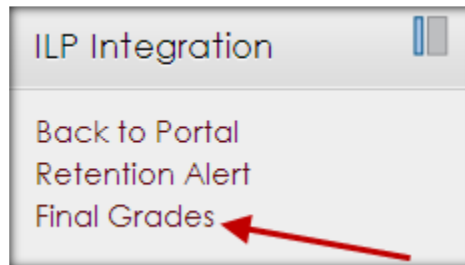 ILP Integration
Back to Portal
Retention Alert
Final Grades